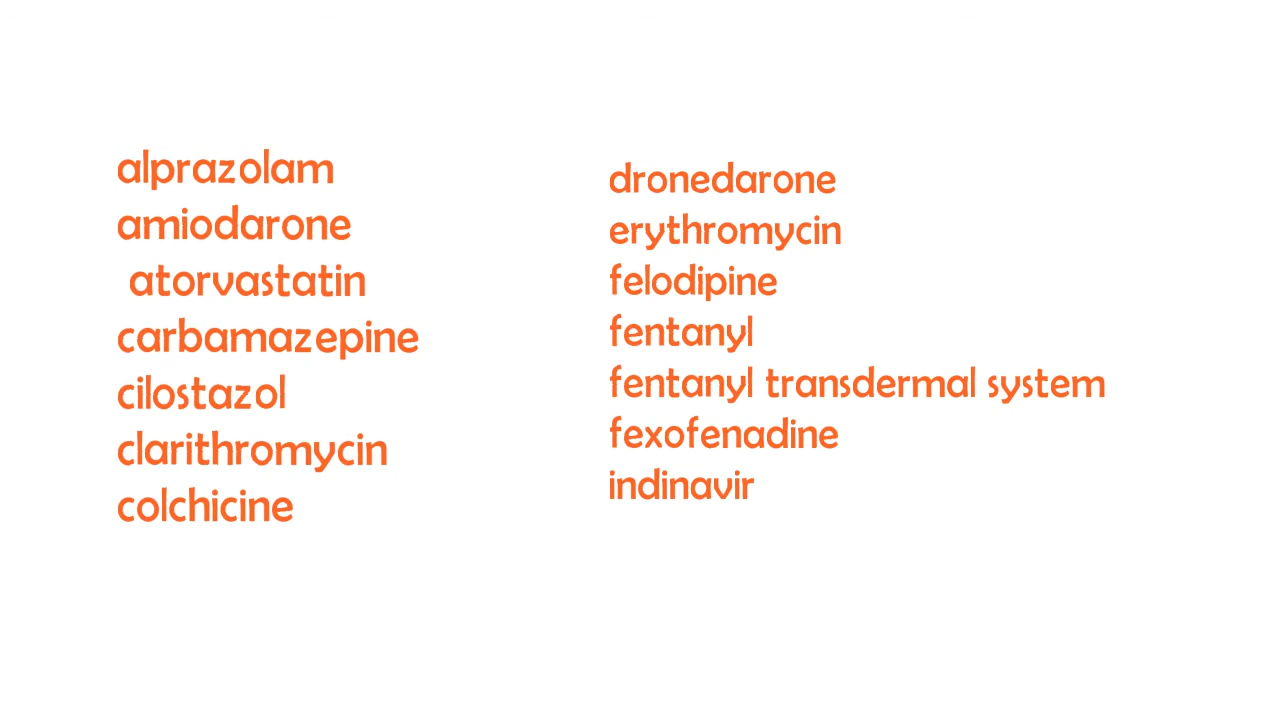 alprazolam
amiodarone
atorvastatin
carbamazepine
cilostazol
clarithromycin
colchicine
dronedarone
erythromycin
felodipine
fentanyl
fentanyl transdermal system
fexofenadine
indinavir